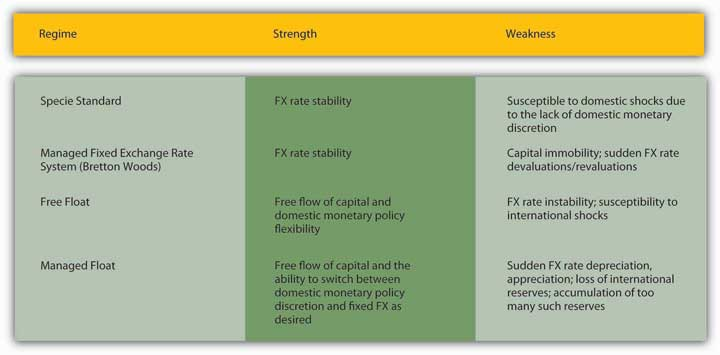 Regime Strength Weakness
Specie Standard FX rate stability Susceptible to domestic shocks due
to the lack of domestic monetary
discretion
Managed Fixed Exchange Rate FX rate stability Capital immobility; sudden FX rate
System (Bretton Woods) devaluations/revaluations
Free Float Free flow of capital and FX rate instability; susceptibility to
domestic monetary policy international shocks
flexibility
Managed Float Free flow of capital and the Sudden FX rate depreciation,
ability to switch between appreciation; loss of international
domestic monetary policy reserves; accumulation of too
discretion and fixed FX as many such reserves
desired